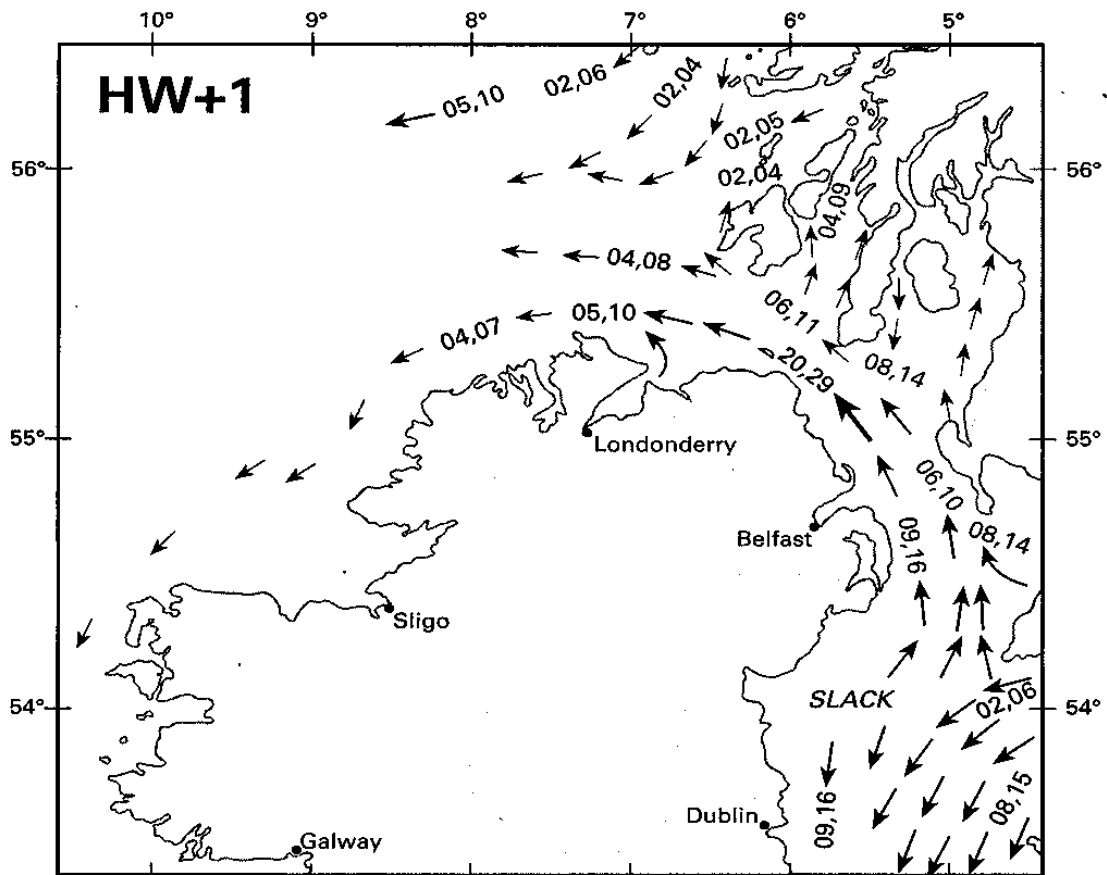 10° 9° 8° 7° 6° 5°
HW+1
02,04
02,06
05,10
02,05
56° 56°
02,04
04,09
04,08
06,11
05,10
04,07
20,29
08,14
55° 55°
Londonderry
06,10
08,14
Belfast
09,16
Sligo
02,06
54° SLACK 54°
08,15
09,16
Dublin
Galway